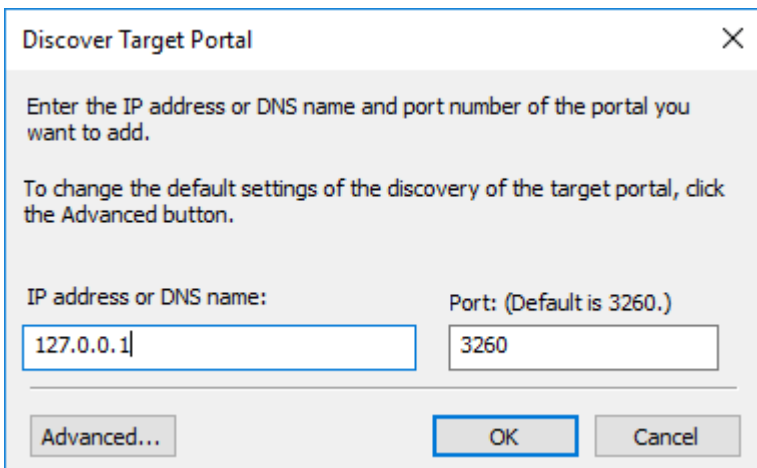 Discover Target Portal
Enter the IP address or DNS name and port number of the portal you
want to add.
To change the default settings of the discovery of the target portal, click
the Advanced button.
IP address or DNS name:
Port: (Default is 3260.)
127.0.0.1
3260
Advanced...
OK
Cancel